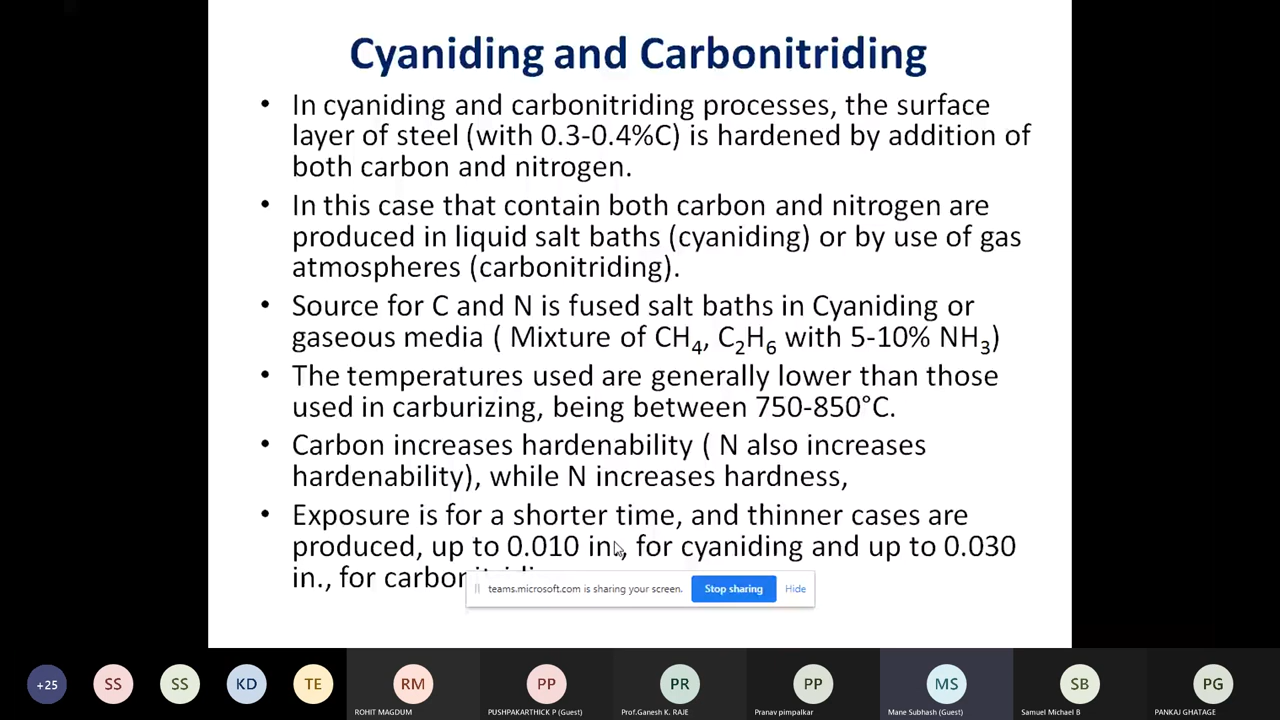 Cyaniding and Carbonitriding
• In cyaniding and carbonitriding processes, the surface
layer of steel (with 0.3-0.4%C) is hardened by addition of
both carbon and nitrogen.
• In this case that contain both carbon and nitrogen are
produced in liquid salt baths (cyaniding) or by use of gas
atmospheres (carbonitriding).
• Source for C and N is fused salt baths in Cyaniding or
gaseous media ( Mixture of CH₄, C₂H₆ with 5-10% NH₃)
• The temperatures used are generally lower than those
used in carburizing, being between 750-850°C.
• Carbon increases hardenability ( N also increases
hardenability), while N increases hardness,
• Exposure is for a shorter time, and thinner cases are
produced, up to 0.010 in., for cyaniding and up to 0.030
in., for
teams.microsoft.com is sharing your screen. Stop sharing Hide
+25 SS SS KD TE RM PP PR PP MS SB PG
ROHIT MAGDUM PUSHPAKARTHICK P (Guest) Prof.Ganesh K. RAJE Pranav pimpalkar Mane Subhash (Guest) Samuel Michael B PANKAJ GHATAGE